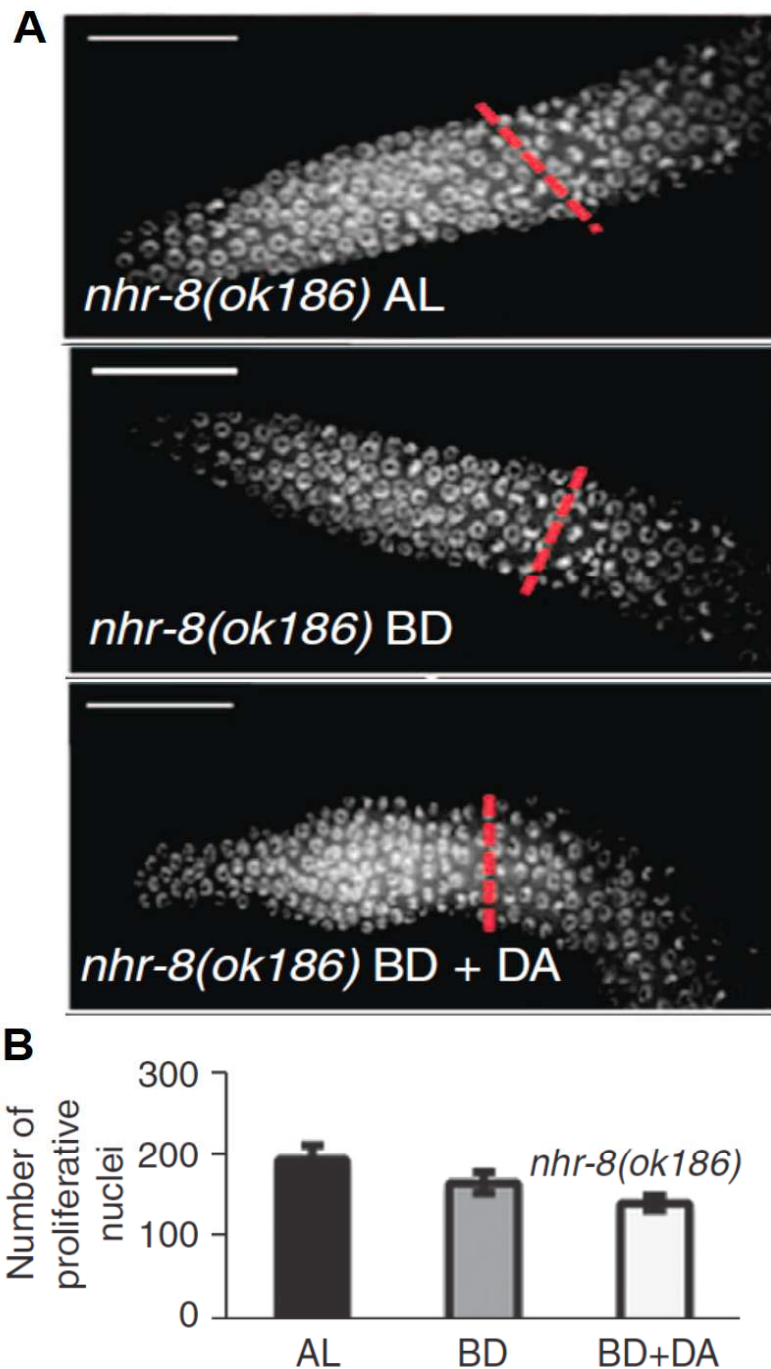 A
nhr-8(ok186) AL
nhr-8(ok186) BD
nhr-8(ok186) BD + DA
B
Number of
proliferative
nuclei
300
200
100
0
nhr-8(ok186)
AL BD BD+DA